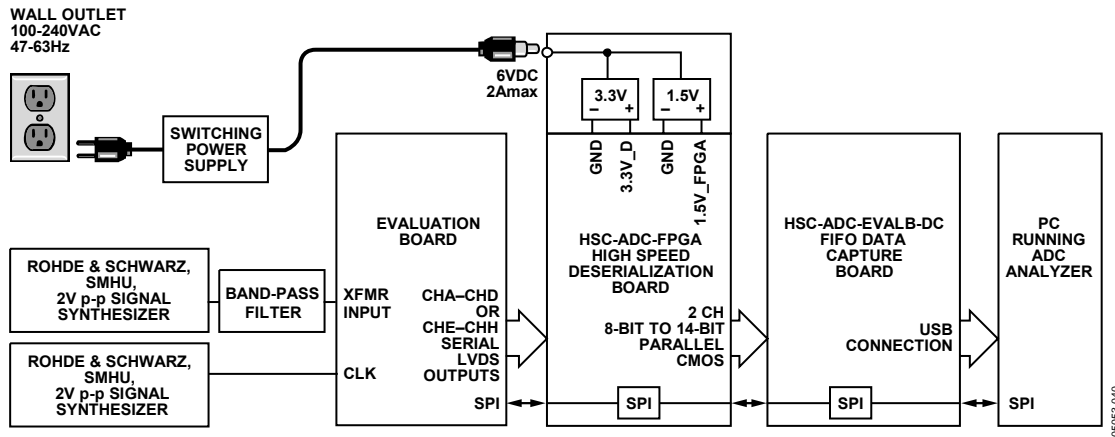 WALL OUTLET
100-240VAC
47-63Hz
6VDC
2Amax
SWITCHING
POWER
SUPPLY
3.3V
– +
1.5V
– +
GND
3.3V_D
GND
1.5V_FPGA
EVALUATION
BOARD
HSC-ADC-FPGA
HIGH SPEED
DESERIALIZATION
BOARD
HSC-ADC-EVALB-DC
FIFO DATA
CAPTURE
BOARD
PC
RUNNING
ADC
ANALYZER
ROHDE & SCHWARZ,
SMHU,
2V p-p SIGNAL
SYNTHESIZER
BAND-PASS
FILTER
XFMR
INPUT
CHA–CHD
OR
CHE–CHH
SERIAL
LVDS
OUTPUTS
2 CH
8-BIT TO 14-BIT
PARALLEL
CMOS
USB
CONNECTION
ROHDE & SCHWARZ,
SMHU,
2V p-p SIGNAL
SYNTHESIZER
CLK
SPI
SPI
SPI
SPI